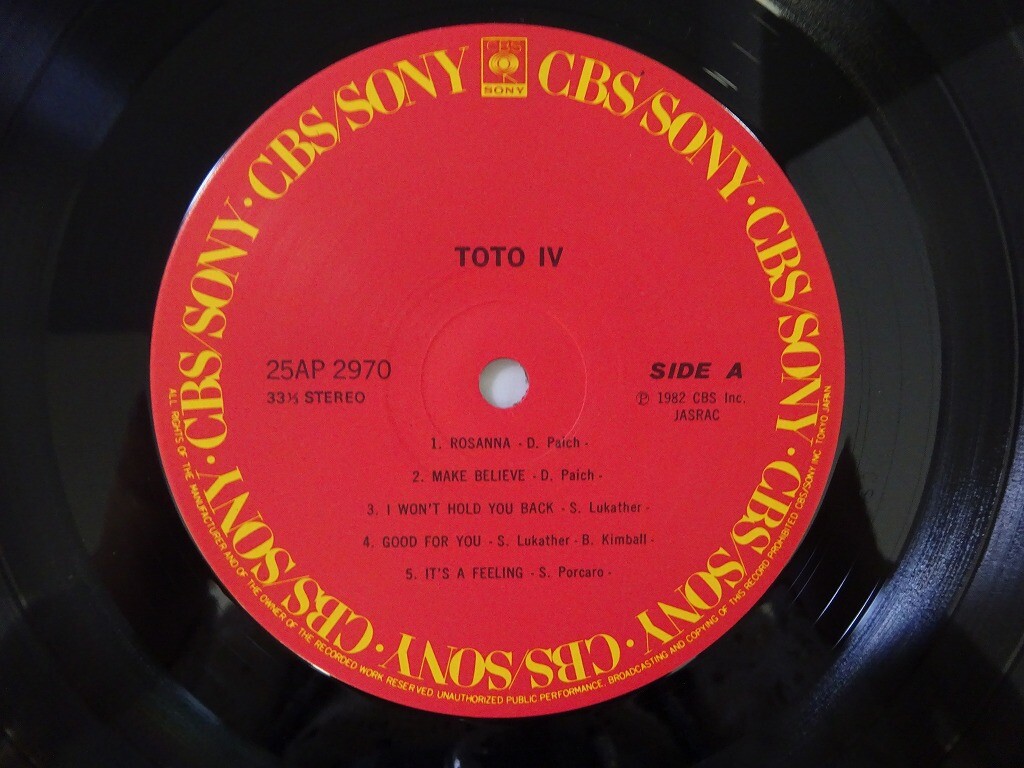 CBS
SONY
CBS/SONY · CBS/SONY · CBS/SONY · CBS/SONY · CBS/SONY · CBS/SONY · CBS/SONY · CBS/SONY
TOTO IV
25AP 2970
33⅓ STEREO
SIDE A
Ⓟ 1982 CBS Inc.
JASRAC
1. ROSANNA - D. Paich -
2. MAKE BELIEVE - D. Paich -
3. I WON'T HOLD YOU BACK - S. Lukather -
4. GOOD FOR YOU - S. Lukather - B. Kimball -
5. IT'S A FEELING - S. Porcaro -
ALL RIGHTS OF THE MANUFACTURER AND OF THE OWNER OF THE RECORDED WORK RESERVED UNAUTHORIZED PUBLIC PERFORMANCE, BROADCASTING AND COPYING OF THIS RECORD PROHIBITED CBS/SONY INC TOKYO JAPAN